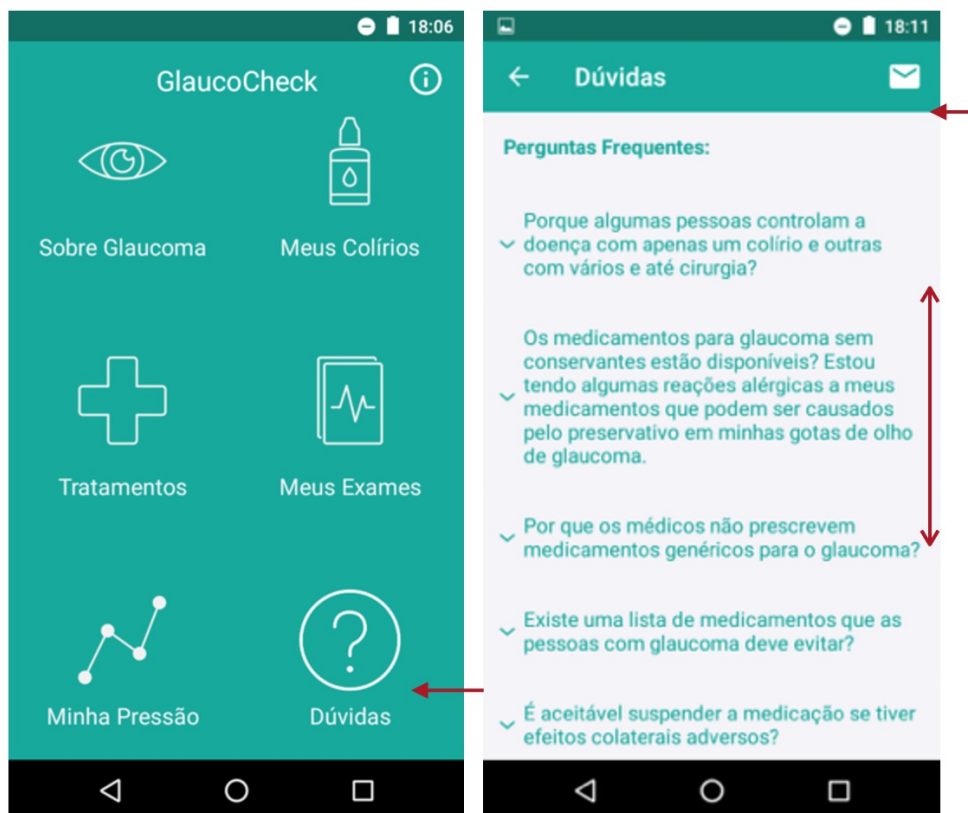 18:06
GlaucoCheck
Sobre Glaucoma
Meus Colírios
Tratamentos
Meus Exames
Minha Pressão
Dúvidas
18:11
Dúvidas
Perguntas Frequentes:
Porque algumas pessoas controlam a
doença com apenas um colírio e outras
com vários e até cirurgia?
Os medicamentos para glaucoma sem
conservantes estão disponíveis? Estou
tendo algumas reações alérgicas a meus
medicamentos que podem ser causados
pelo preservativo em minhas gotas de olho
de glaucoma.
Por que os médicos não prescrevem
medicamentos genéricos para o glaucoma?
Existe uma lista de medicamentos que as
pessoas com glaucoma deve evitar?
É aceitável suspender a medicação se tiver
efeitos colaterais adversos?